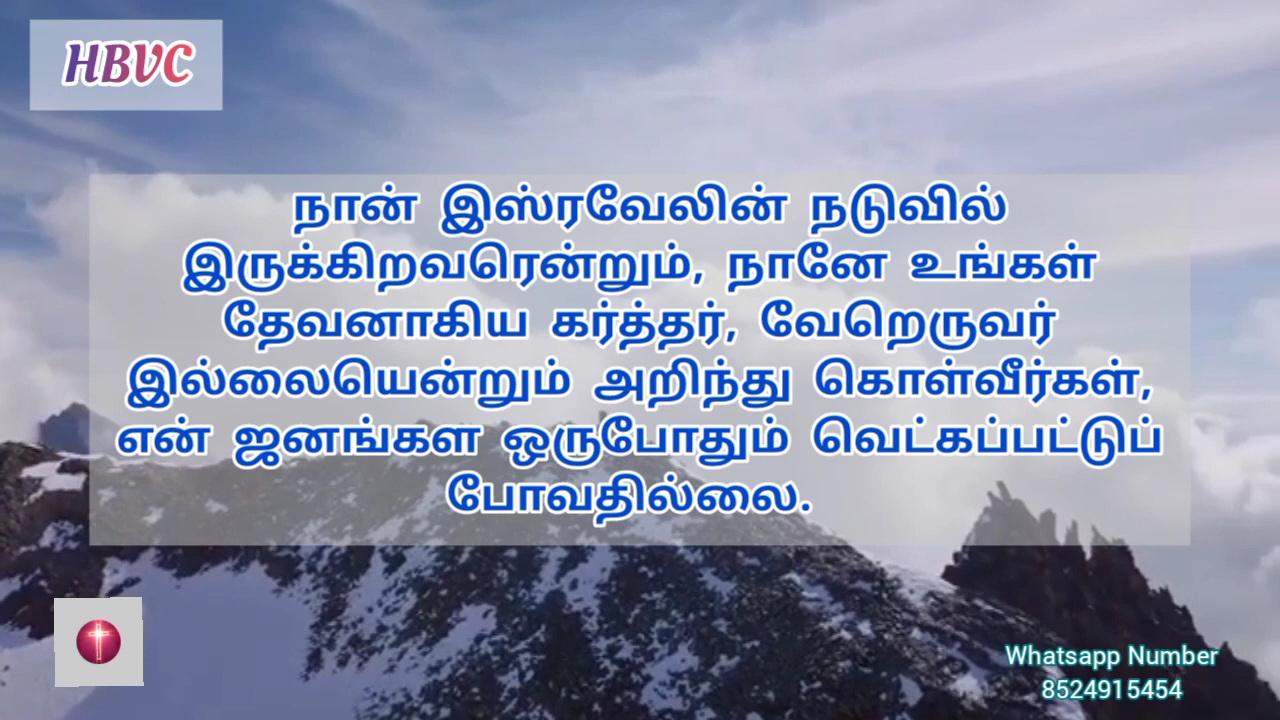 HBVC
நான் இஸ்ரவேலின் நடுவில்
இருக்கிறவரென்றும், நானே உங்கள்
தேவனாகிய கர்த்தர், வேறெருவர்
இல்லையென்றும் அறிந்து கொள்வீர்கள்,
என் ஜனங்கள ஒருபோதும் வெட்கப்பட்டுப்
போவதில்லை.
Whatsapp Number
8524915454